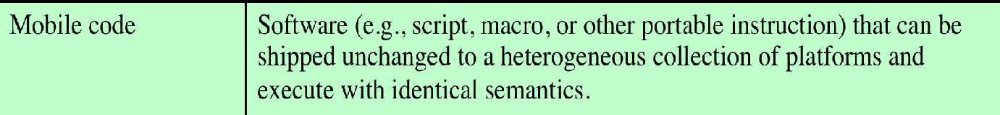 Mobile code
Software (e.g., script, macro, or other portable instruction) that can be
shipped unchanged to a heterogeneous collection of platforms and
execute with identical semantics.